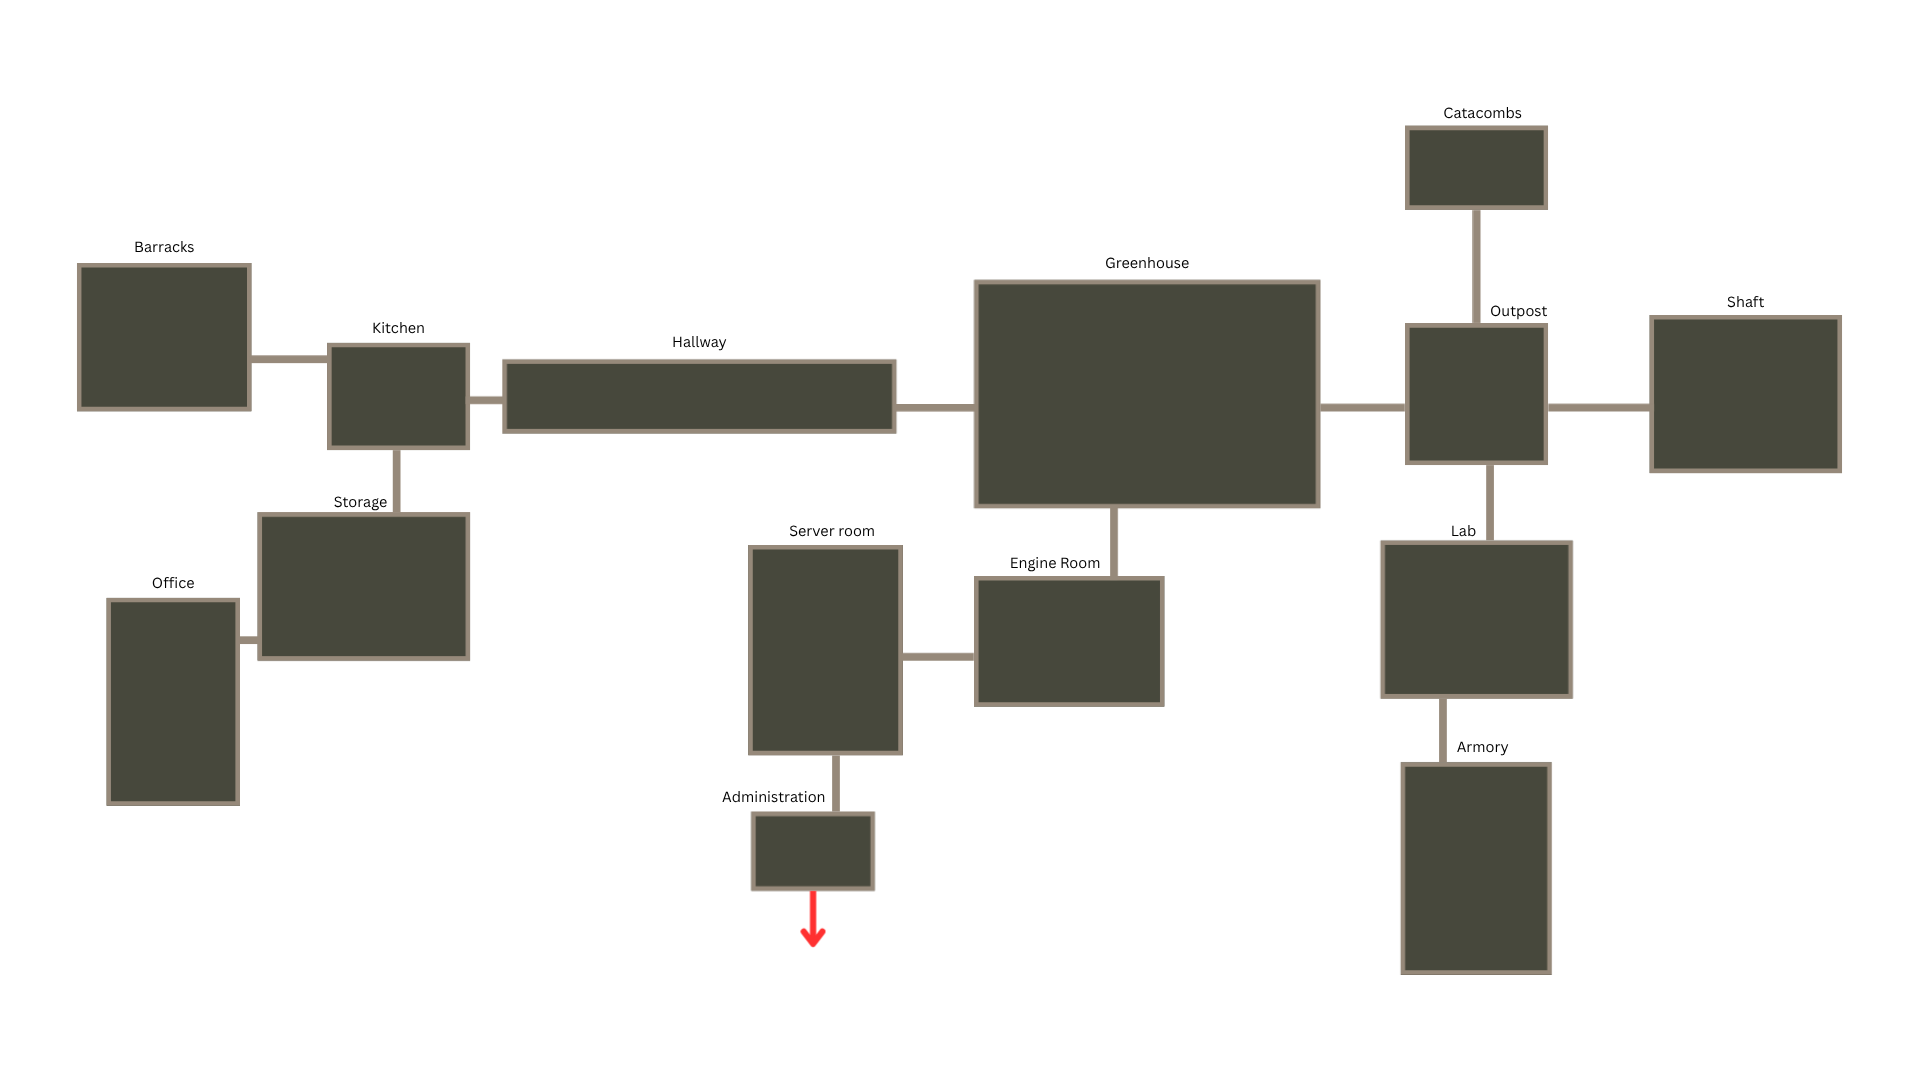 Catacombs
Barracks
Greenhouse
Shaft
Outpost
Kitchen
Hallway
Storage
Server room
Lab
Engine Room
Office
Armory
Administration